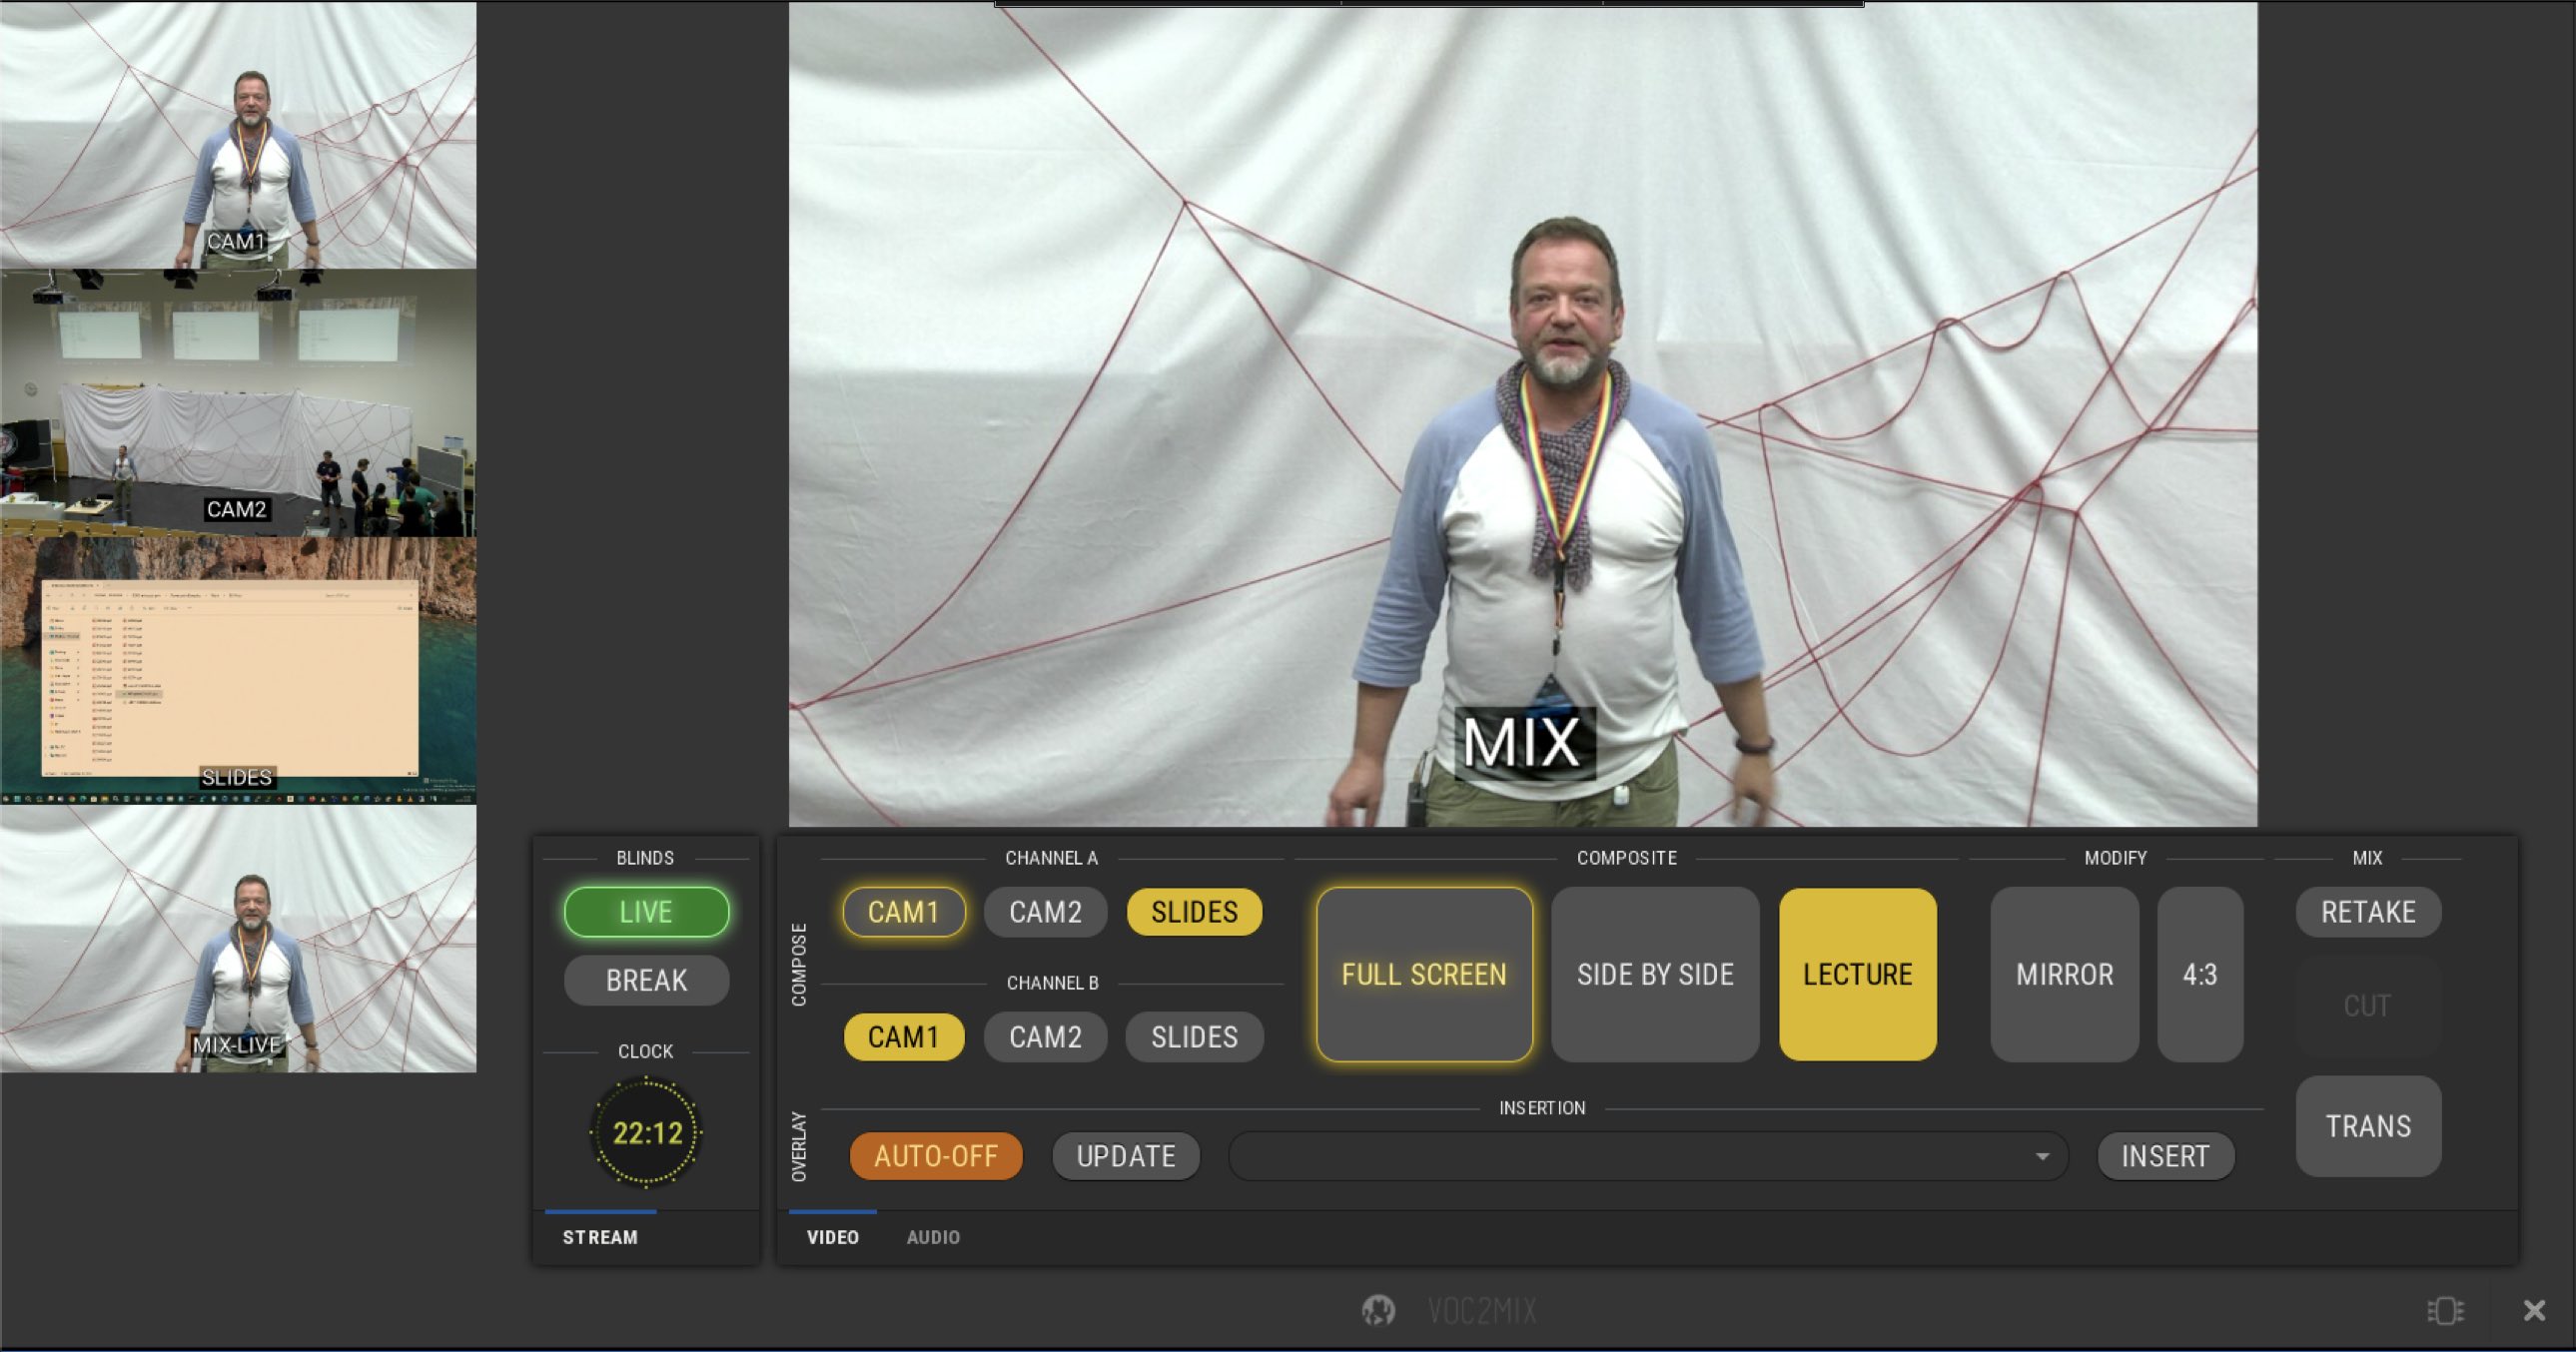 CAM1
CAM2
SLIDES
MIX-LIVE
MIX
BLINDS
LIVE
BREAK
CLOCK
22:12
STREAM
COMPOSE
CHANNEL A
CAM1 CAM2 SLIDES
CHANNEL B
CAM1 CAM2 SLIDES
COMPOSITE
FULL SCREEN SIDE BY SIDE LECTURE
MODIFY
MIRROR 4:3
MIX
RETAKE
CUT
TRANS
OVERLAY
INSERTION
AUTO-OFF UPDATE INSERT
VIDEO AUDIO
VOC2MIX